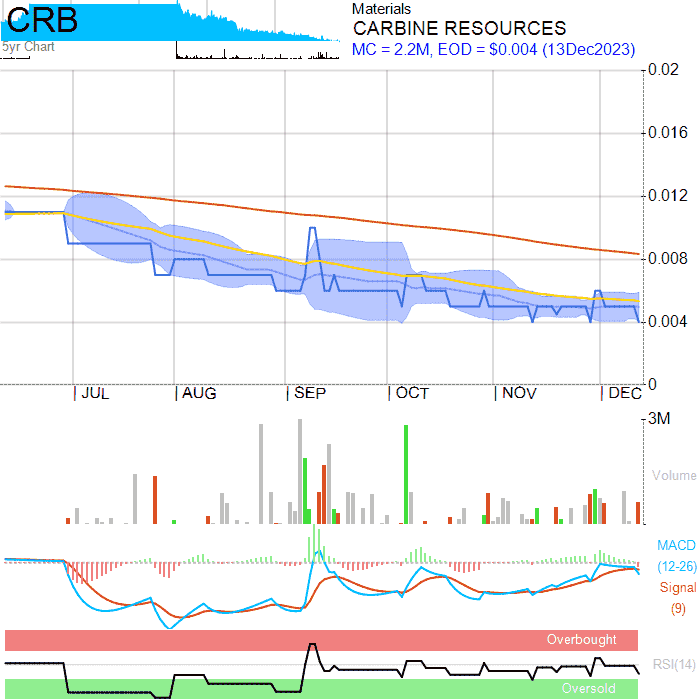 CRB
5yr Chart
Materials
CARBINE RESOURCES
MC = 2.2M, EOD = $0.004 (13Dec2023)
0.02
0.016
0.012
0.008
0.004
0
JUL AUG SEP OCT NOV DEC
3M
Volume
MACD
(12-26)
Signal
(9)
Overbought
RSI(14)
Oversold